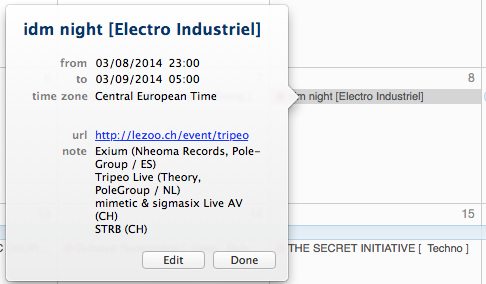 idm night [Electro Industriel]
from 03/08/2014 23:00
to 03/09/2014 05:00
time zone Central European Time
url http://lezoo.ch/event/tripeo
note Exium (Nheoma Records, Pole-
Group / ES)
Tripeo Live (Theory,
PoleGroup / NL)
mimetic & sigmasix Live AV
(CH)
STRB (CH)
Edit Done
8
m night [Electro Industriel]
15
THE SECRET INITIATIVE [ Techno ]